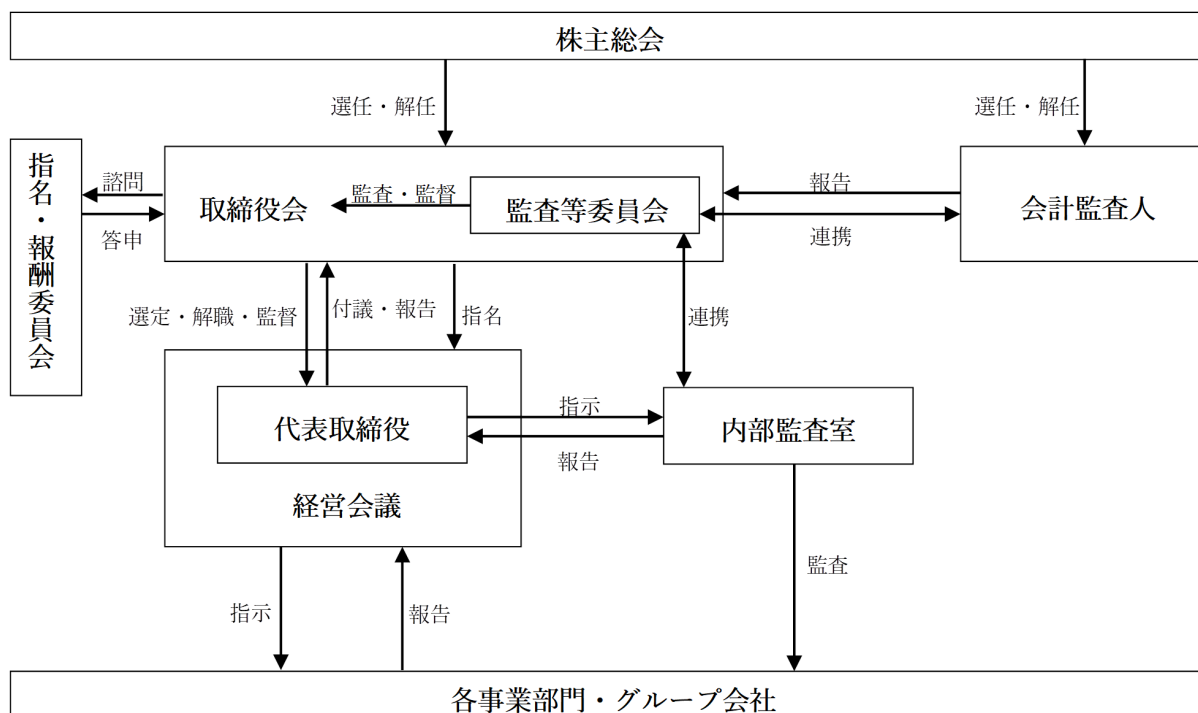 株主総会
選任・解任
選任・解任
指名・報酬委員会
諮問
答申
取締役会
監査・監督
監査等委員会
報告
連携
会計監査人
選定・解職・監督
付議・報告
指名
連携
代表取締役
経営会議
指示
報告
内部監査室
指示
報告
監査
各事業部門・グループ会社